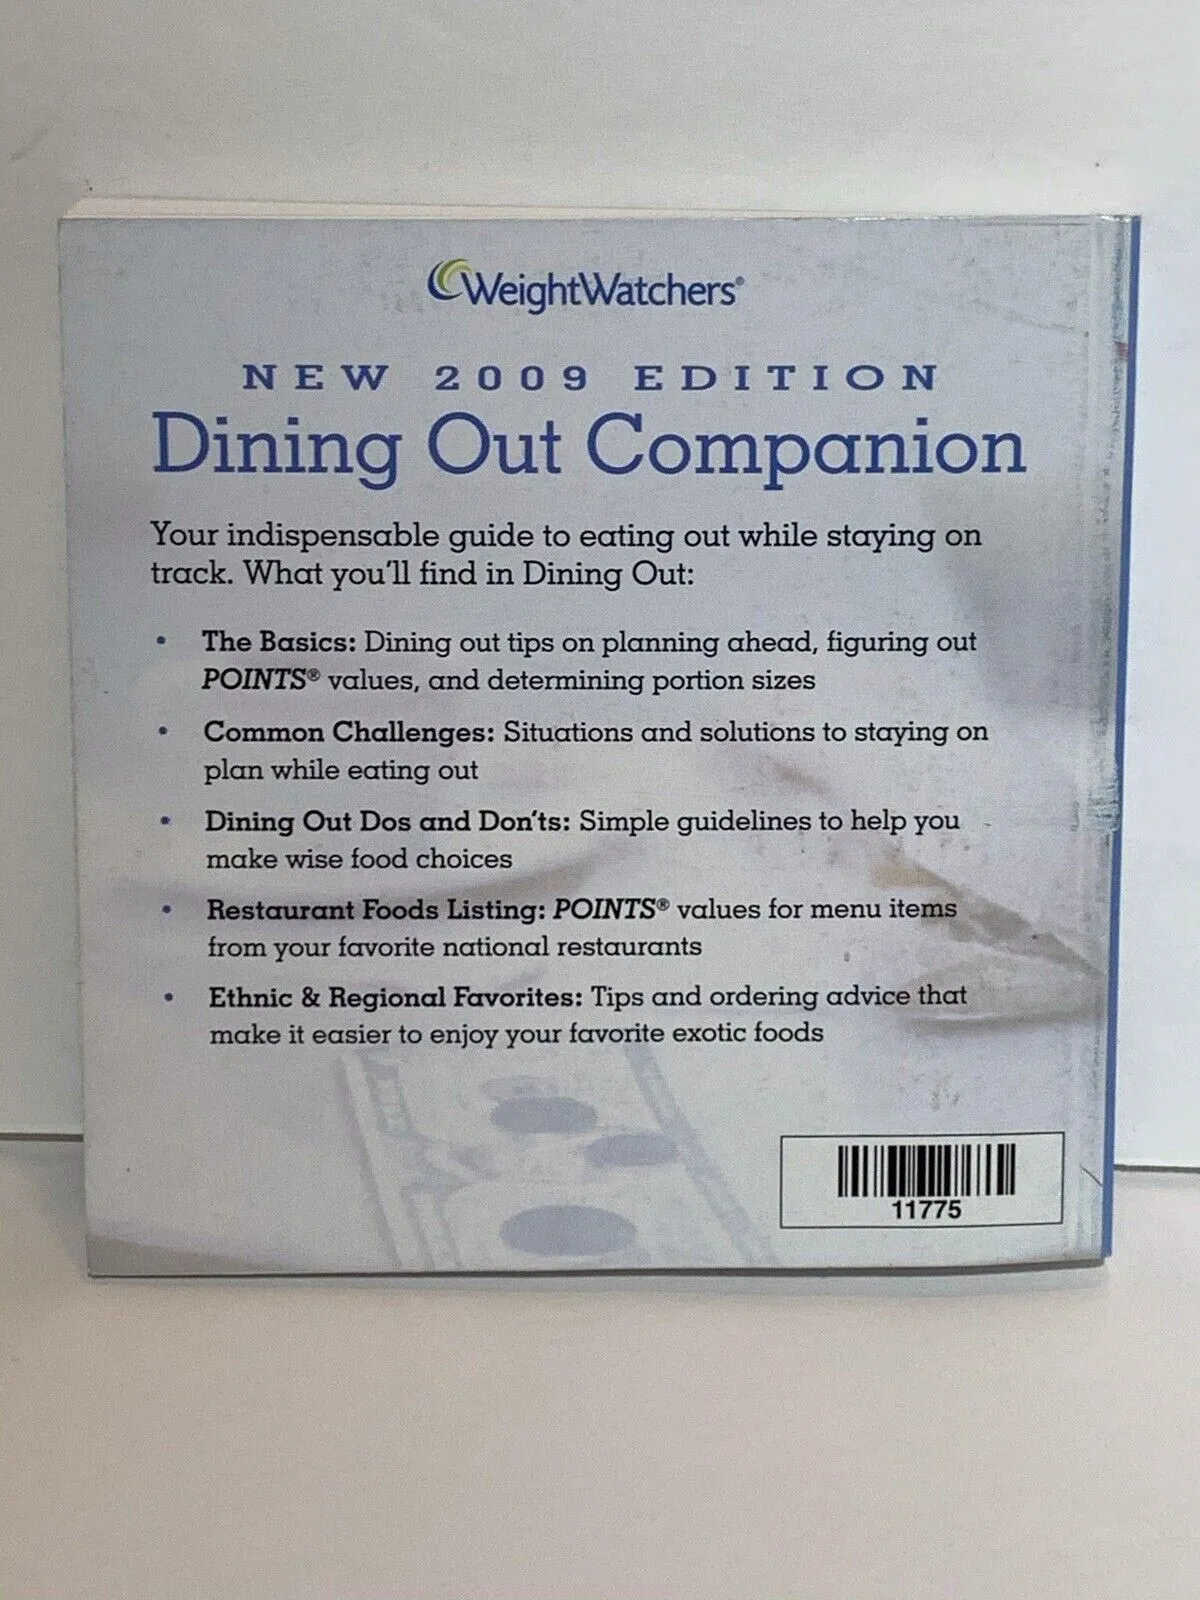 WeightWatchers®
NEW 2009 EDITION
Dining Out Companion
Your indispensable guide to eating out while staying on
track. What you'll find in Dining Out:
• The Basics: Dining out tips on planning ahead, figuring out
POINTS® values, and determining portion sizes
• Common Challenges: Situations and solutions to staying on
plan while eating out
• Dining Out Dos and Don'ts: Simple guidelines to help you
make wise food choices
• Restaurant Foods Listing: POINTS® values for menu items
from your favorite national restaurants
• Ethnic & Regional Favorites: Tips and ordering advice that
make it easier to enjoy your favorite exotic foods
11775